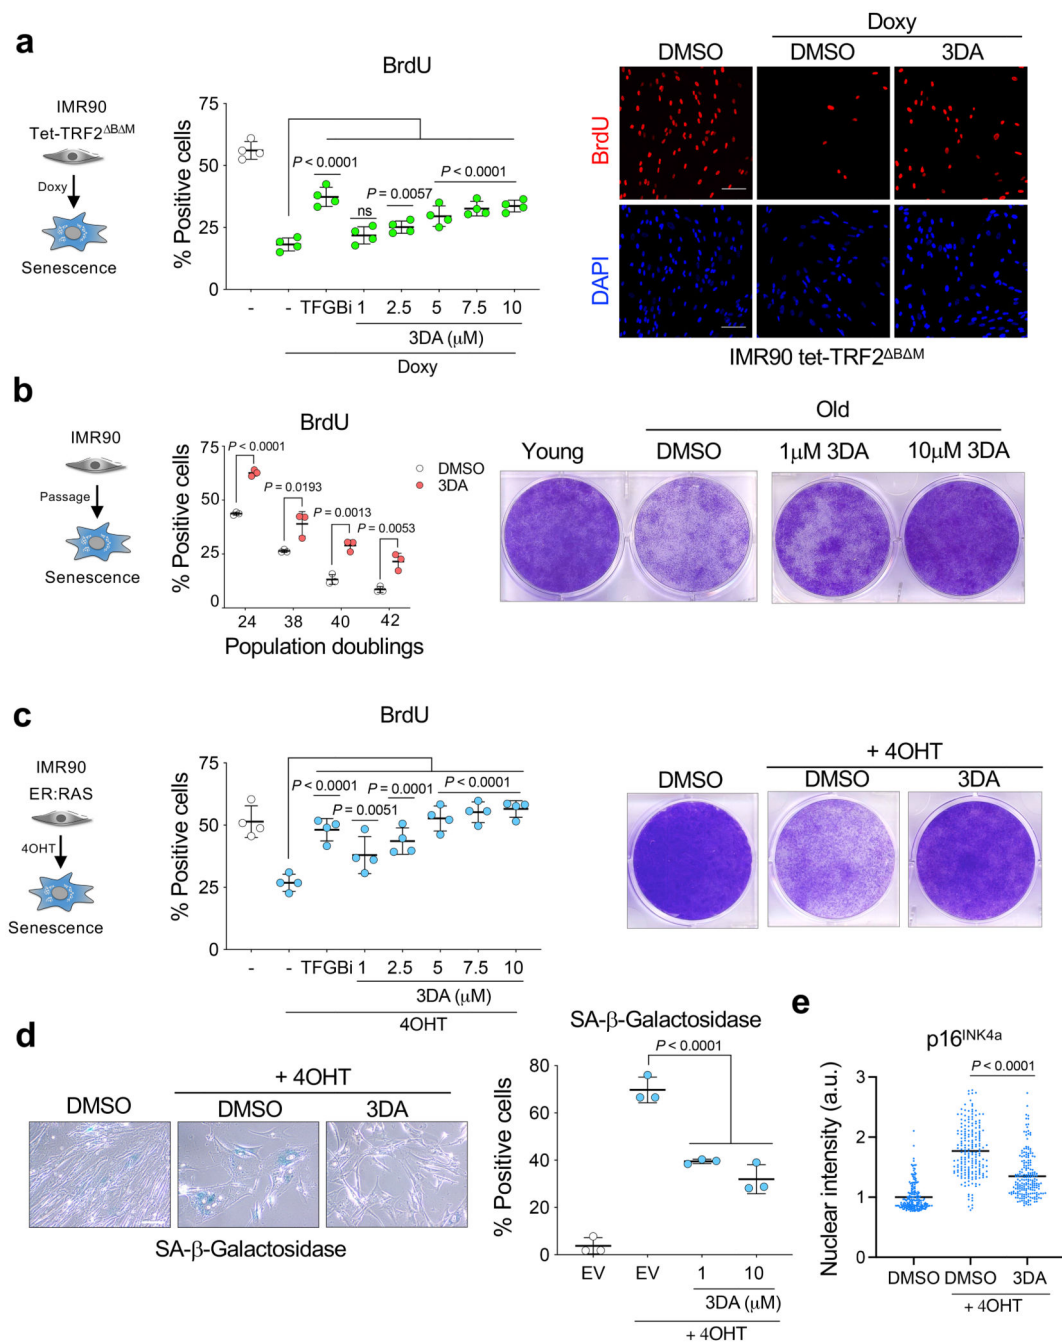 a
IMR90
Tet-TRF2ΔBΔM
Doxy
Senescence
BrdU
% Positive cells
75
50
25
0
P < 0.0001
ns
P = 0.0057
P < 0.0001
- - TFGBi 1 2.5 5 7.5 10
3DA (μM)
Doxy
Doxy
DMSO DMSO 3DA
BrdU
DAPI
IMR90 tet-TRF2ΔBΔM
b
IMR90
Passage
Senescence
BrdU
% Positive cells
75
50
25
0
P < 0.0001
P = 0.0193
P = 0.0013
P = 0.0053
DMSO
3DA
24 38 40 42
Population doublings
Old
Young DMSO 1μM 3DA 10μM 3DA
c
IMR90
ER:RAS
4OHT
Senescence
BrdU
% Positive cells
75
50
25
0
P < 0.0001
P = 0.0051
P = 0.0001
P < 0.0001
- - TFGBi 1 2.5 5 7.5 10
3DA (μM)
4OHT
+ 4OHT
DMSO DMSO 3DA
d
+ 4OHT
DMSO DMSO 3DA
SA-β-Galactosidase
SA-β-Galactosidase
P < 0.0001
% Positive cells
80
60
40
20
0
EV EV 1 10
3DA (μM)
+ 4OHT
e
p16INK4a
P < 0.0001
Nuclear intensity (a.u.)
3
2
1
0
DMSO DMSO 3DA
+ 4OHT